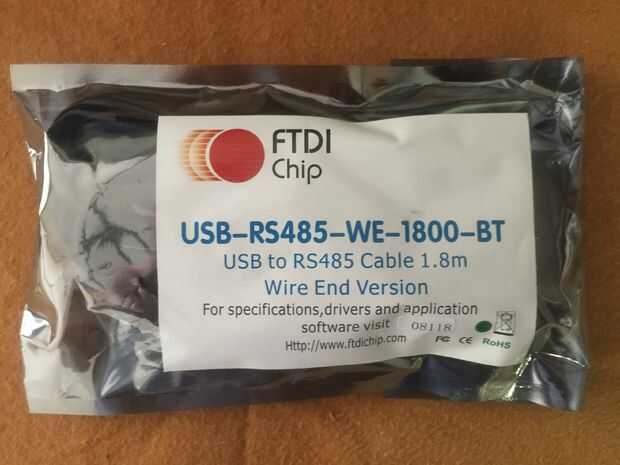 FTDI
Chip
USB-RS485-WE-1800-BT
USB to RS485 Cable 1.8m
Wire End Version
For specifications,drivers and application
software visit 08118
Http://www.ftdichip.com FC CE RoHS